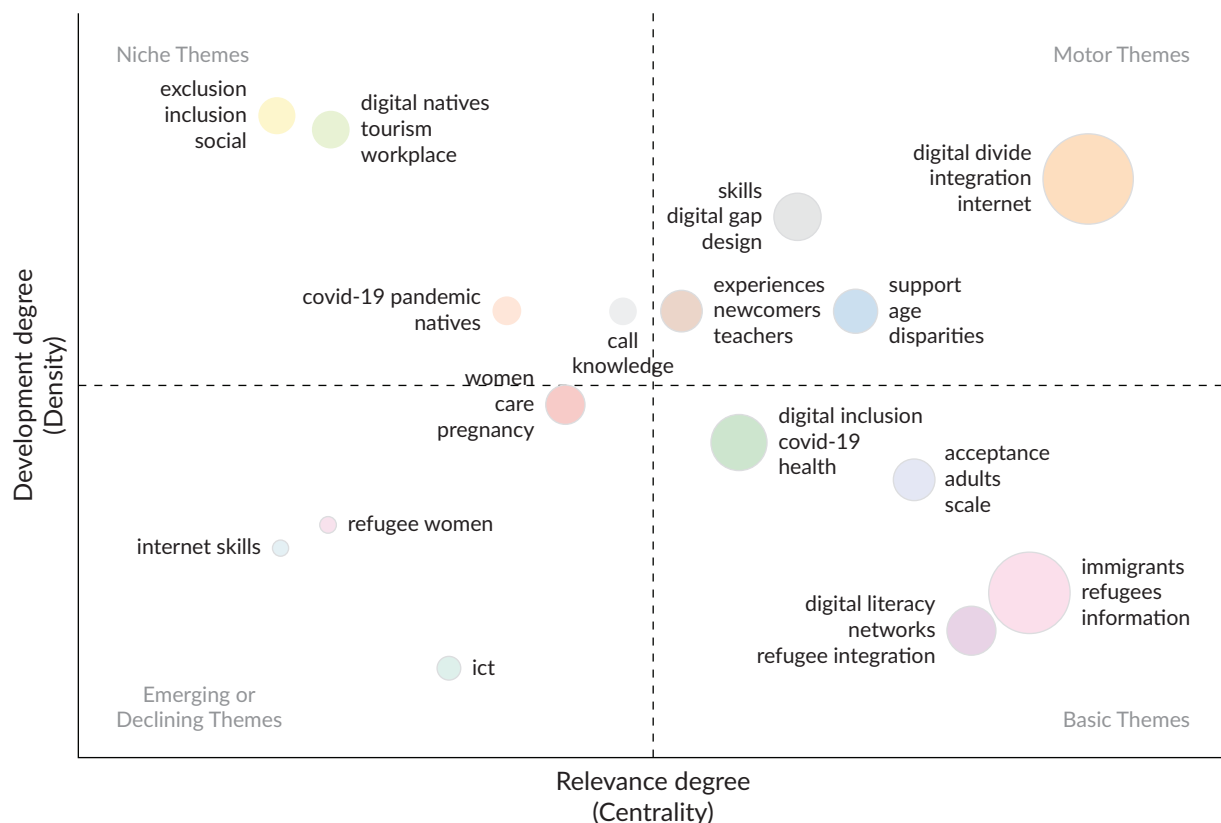 Niche Themes
Motor Themes
exclusion
inclusion
social
digital natives
tourism
workplace
digital divide
integration
internet
skills
digital gap
design
covid-19 pandemic
natives
call
knowledge
experiences
newcomers
teachers
support
age
disparities
women
care
pregnancy
digital inclusion
covid-19
health
acceptance
adults
scale
refugee women
internet skills
immigrants
refugees
information
digital literacy
networks
refugee integration
ict
Emerging or
Declining Themes
Basic Themes
Development degree
(Density)
Relevance degree
(Centrality)